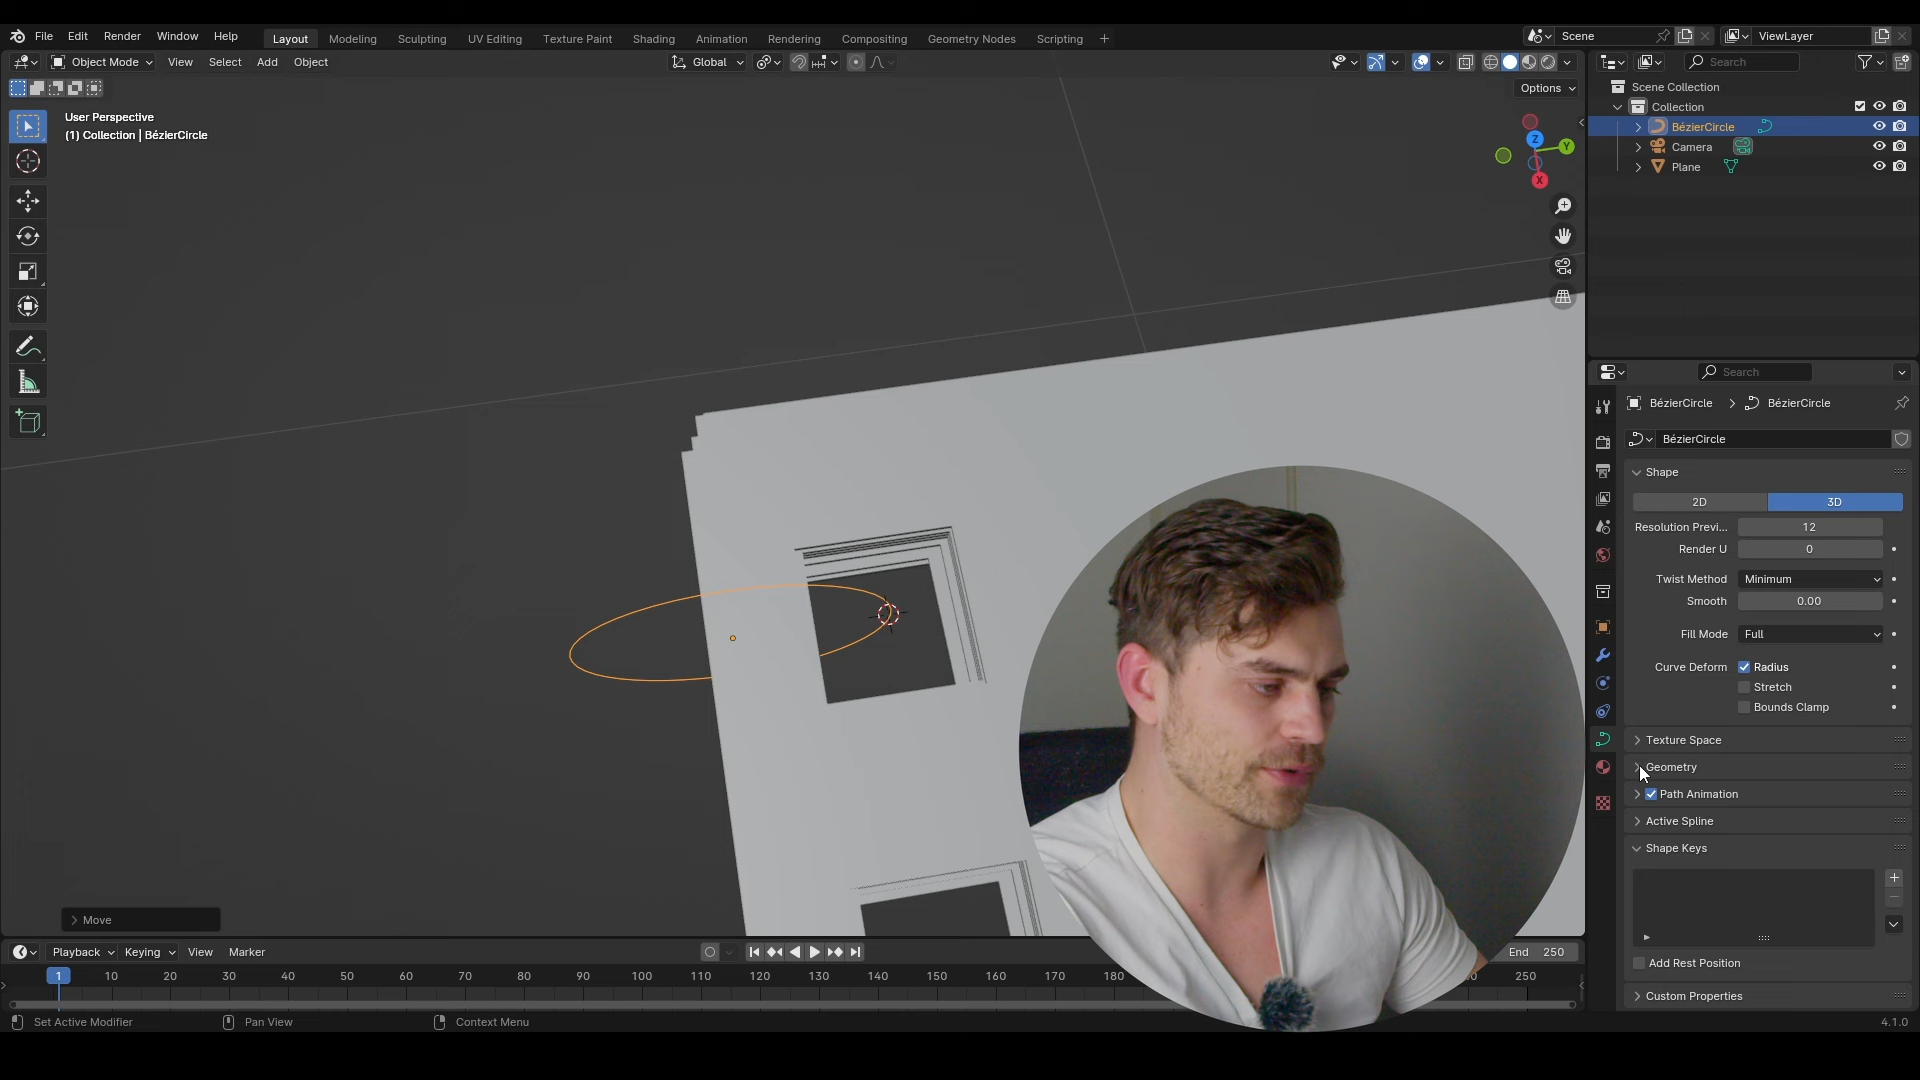 File Edit Render Window Help Layout Modeling Sculpting UV Editing Texture Paint Shading Animation Rendering Compositing Geometry Nodes Scripting + Scene ViewLayer
Object Mode View Select Add Object Global Search
Options
User Perspective
(1) Collection | BézierCircle
Z
Y
X
Scene Collection
Collection
BézierCircle
Camera
Plane
Search
BézierCircle > BézierCircle
BézierCircle
Shape
2D 3D
Resolution Previ... 12
Render U 0
Twist Method Minimum
Smooth 0.00
Fill Mode Full
Curve Deform Radius
Stretch
Bounds Clamp
Texture Space
Geometry
Path Animation
Active Spline
Shape Keys
Add Rest Position
Custom Properties
> Move
Playback Keying View Marker End 250
1 10 20 30 40 50 60 70 80 90 100 110 120 130 140 150 160 170 180 250
Set Active Modifier Pan View Context Menu 4.1.0